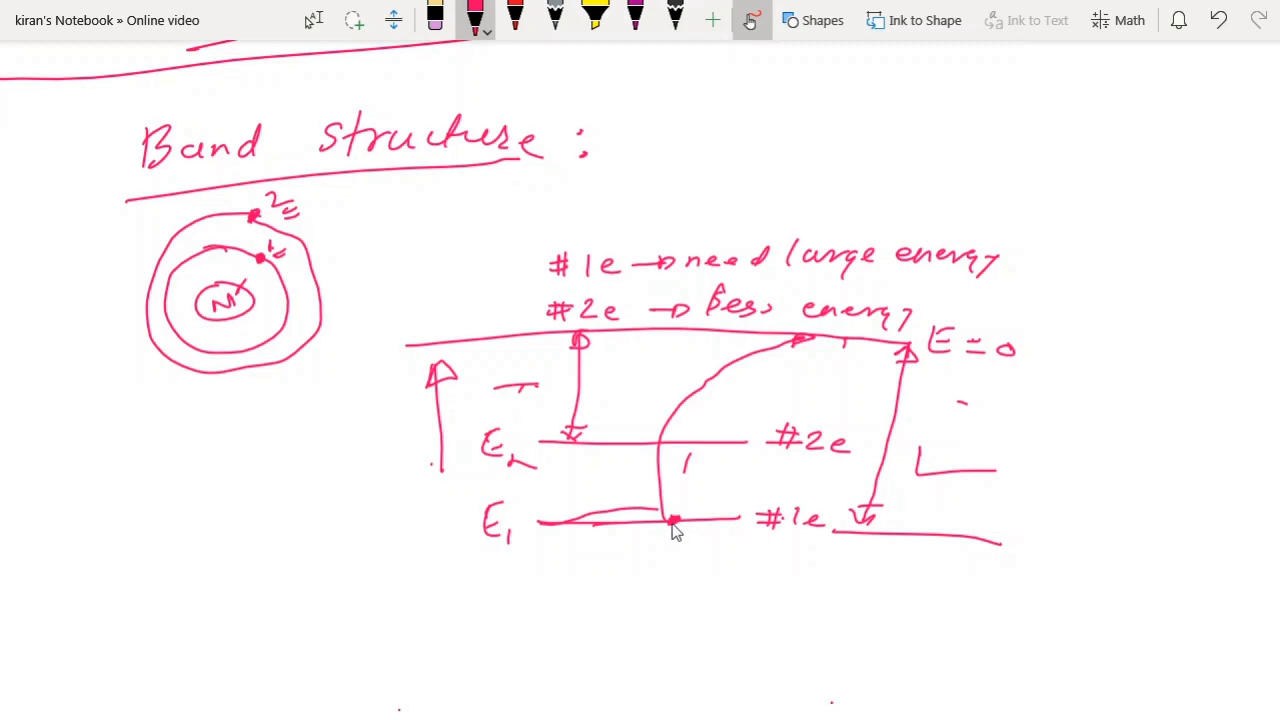 kiran's Notebook » Online video
Shapes
Ink to Shape
Ink to Text
Math
Band structure :
2e
1e
N
#1e → need large energy
#2e → less energy
E = 0
E2 #2e
E1 #1e